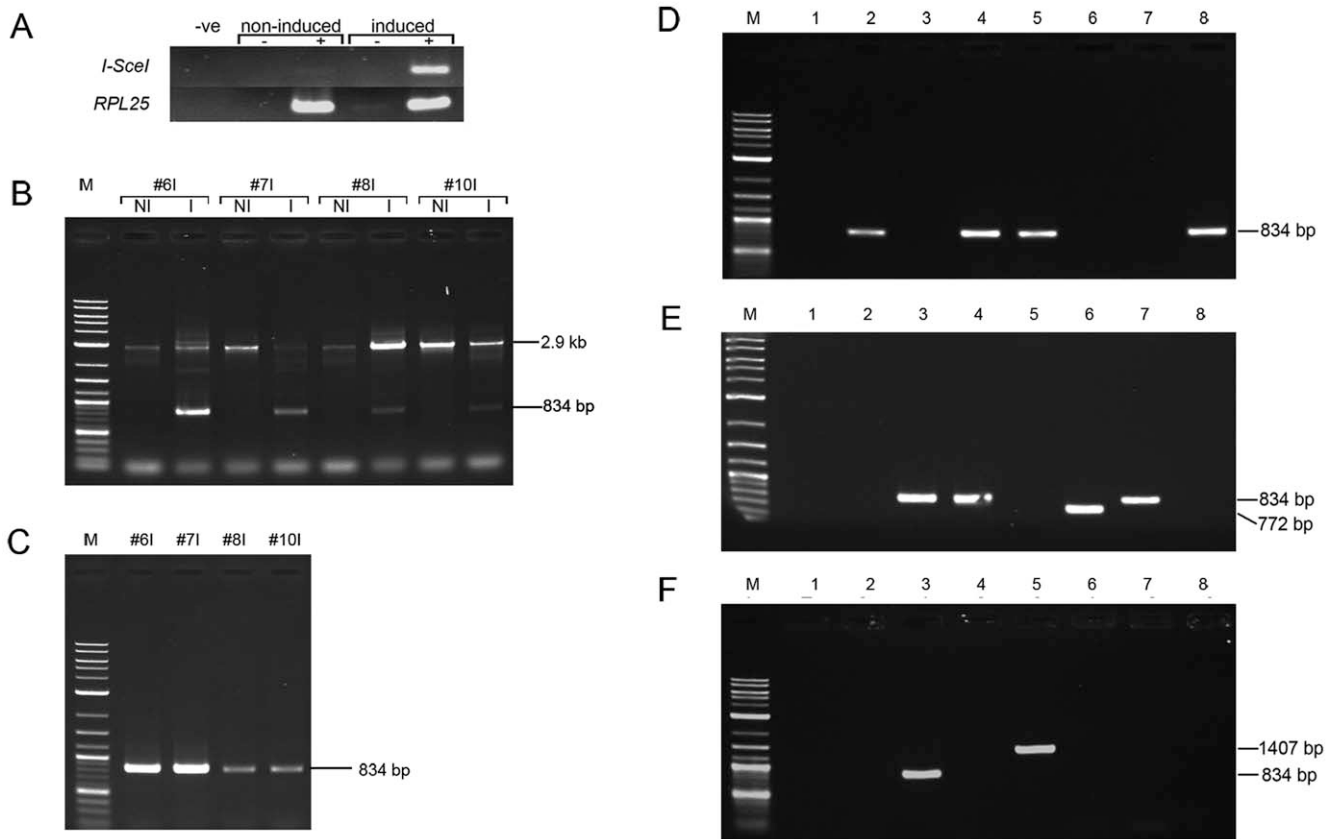 A
-ve non-induced induced
- + - +
I-SceI
RPL25
B
M #6I #7I #8I #10I
NI I NI I NI I NI I
2.9 kb
834 bp
C
M #6I #7I #8I #10I
834 bp
D
M 1 2 3 4 5 6 7 8
834 bp
E
M 1 2 3 4 5 6 7 8
834 bp
772 bp
F
M 1 2 3 4 5 6 7 8
1407 bp
834 bp